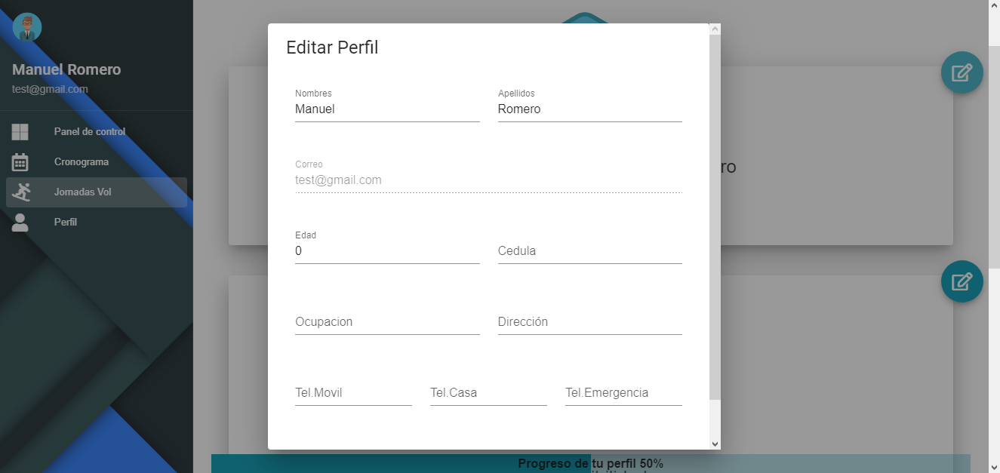 Manuel Romero
test@gmail.com
Panel de control
Cronograma
Jornadas Vol
Perfil
Editar Perfil
Nombres Apellidos
Manuel Romero
Correo
test@gmail.com
Edad
0 Cedula
Ocupacion Dirección
Tel.Movil Tel.Casa Tel.Emergencia
ro
Progreso de tu perfil 50%